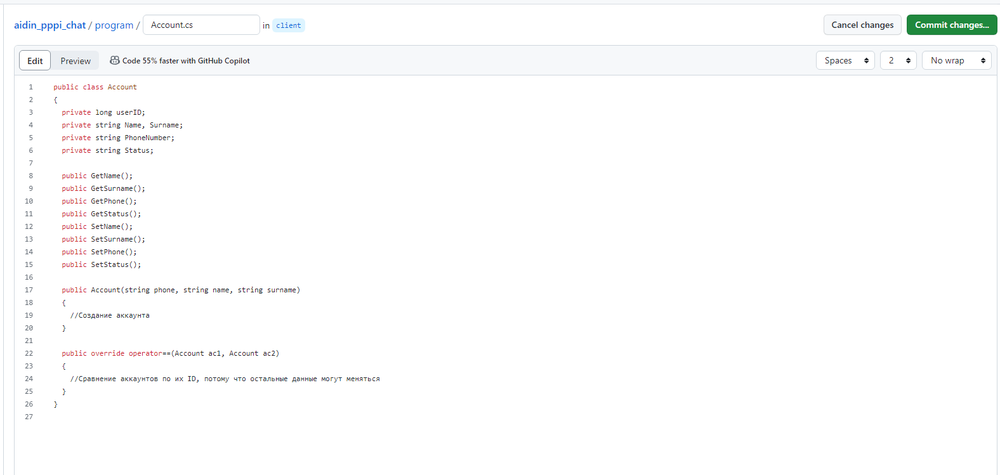 aidin_pppi_chat / program / Account.cs in client Cancel changes Commit changes...
Edit Preview Code 55% faster with GitHub Copilot Spaces 2 No wrap
1 public class Account
2 {
3 private long userID;
4 private string Name, Surname;
5 private string PhoneNumber;
6 private string Status;
7
8 public GetName();
9 public GetSurname();
10 public GetPhone();
11 public GetStatus();
12 public SetName();
13 public SetSurname();
14 public SetPhone();
15 public SetStatus();
16
17 public Account(string phone, string name, string surname)
18 {
19 //Создание аккаунта
20 }
21
22 public override operator==(Account ac1, Account ac2)
23 {
24 //Сравнение аккаунтов по их ID, потому что остальные данные могут меняться
25 }
26 }
27